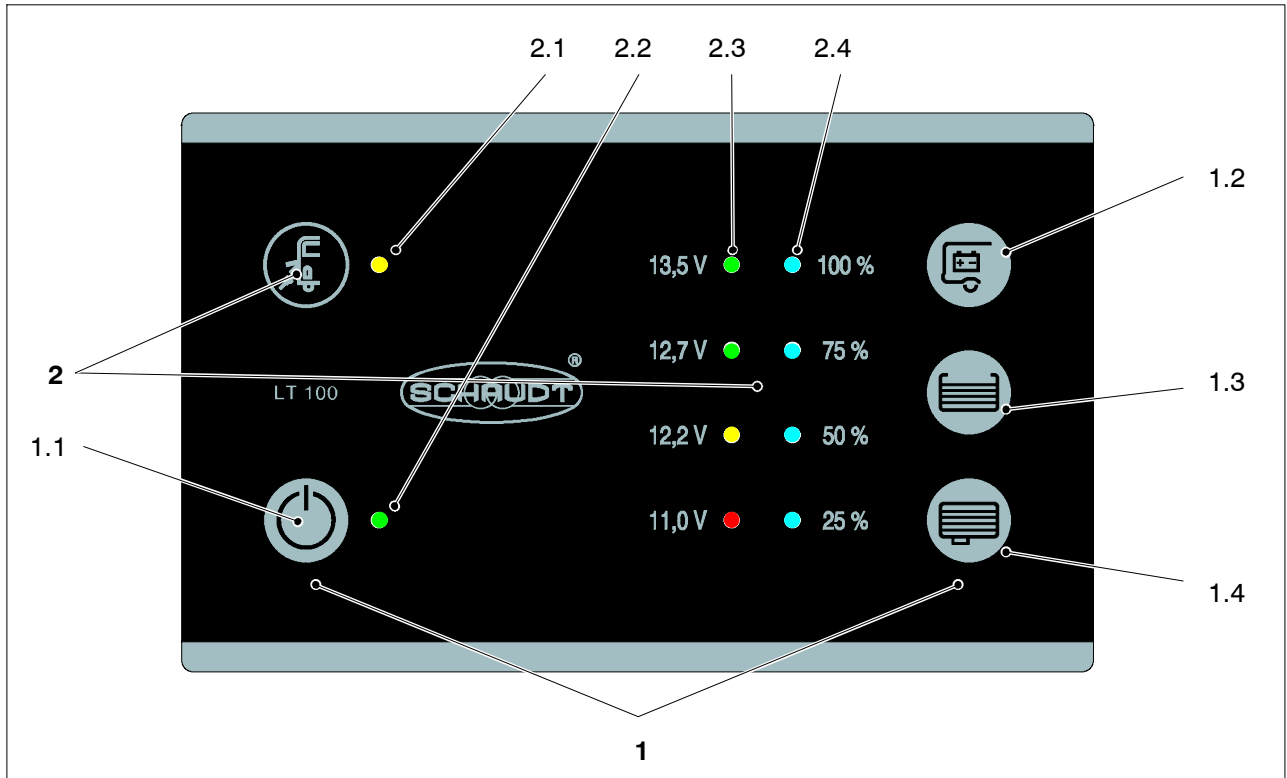 2.1 2.2 2.3 2.4
1.2
13,5 V 100 %
12,7 V 75 %
2
LT 100 SCHAUDT ®
1.3
12,2 V 50 %
1.1
11,0 V 25 %
1.4
1